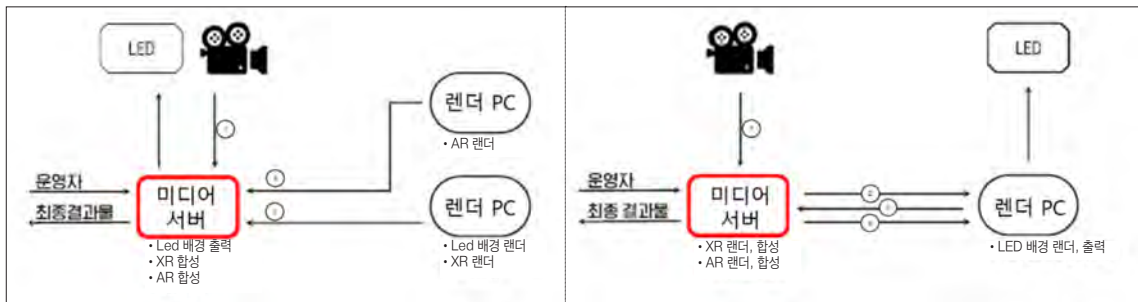 LED
렌더 PC
• AR 랜더
운영자
최종결과물
미디어
서버
• Led 배경 출력
• XR 합성
• AR 합성
렌더 PC
• Led 배경 랜더
• XR 랜더
LED
운영자
최종 결과물
미디어
서버
• XR 랜더, 합성
• AR 랜더, 합성
렌더 PC
• LED 배경 랜더, 출력